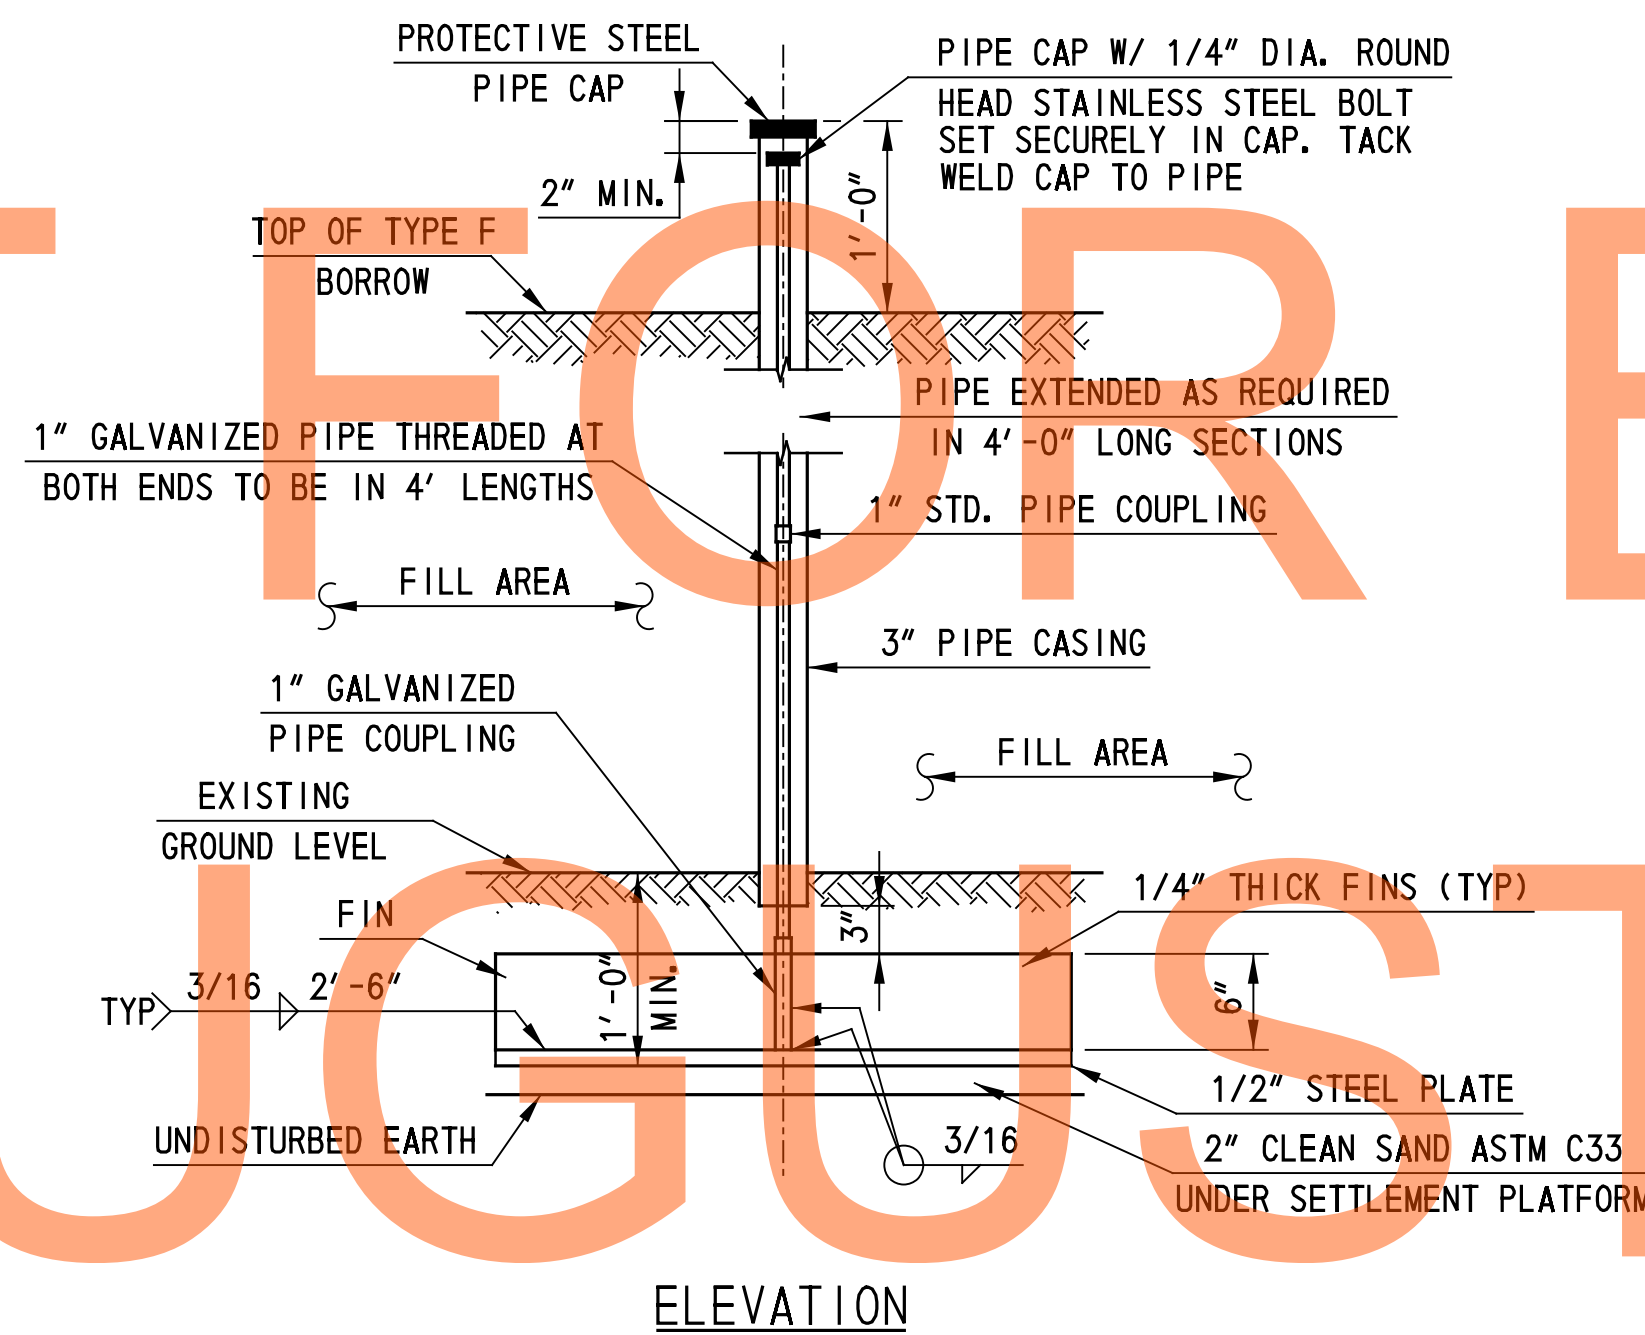 PROTECTIVE STEEL
PIPE CAP
PIPE CAP W/ 1/4" DIA. ROUND
HEAD STAINLESS STEEL BOLT
SET SECURELY IN CAP. TACK
WELD CAP TO PIPE
2" MIN.
1'-0"
TOP OF TYPE F
BORROW
PIPE EXTENDED AS REQUIRED
IN 4'-0" LONG SECTIONS
1" GALVANIZED PIPE THREADED AT
BOTH ENDS TO BE IN 4' LENGTHS
1" STD. PIPE COUPLING
FILL AREA
3" PIPE CASING
1" GALVANIZED
PIPE COUPLING
FILL AREA
EXISTING
GROUND LEVEL
1/4" THICK FINS (TYP)
FIN
3"
TYP 3/16 2'-6"
1'-0"
MIN.
6"
1/2" STEEL PLATE
UNDISTURBED EARTH
3/16
2" CLEAN SAND ASTM C33
UNDER SETTLEMENT PLATFORM
ELEVATION
T FOR B
UGUST